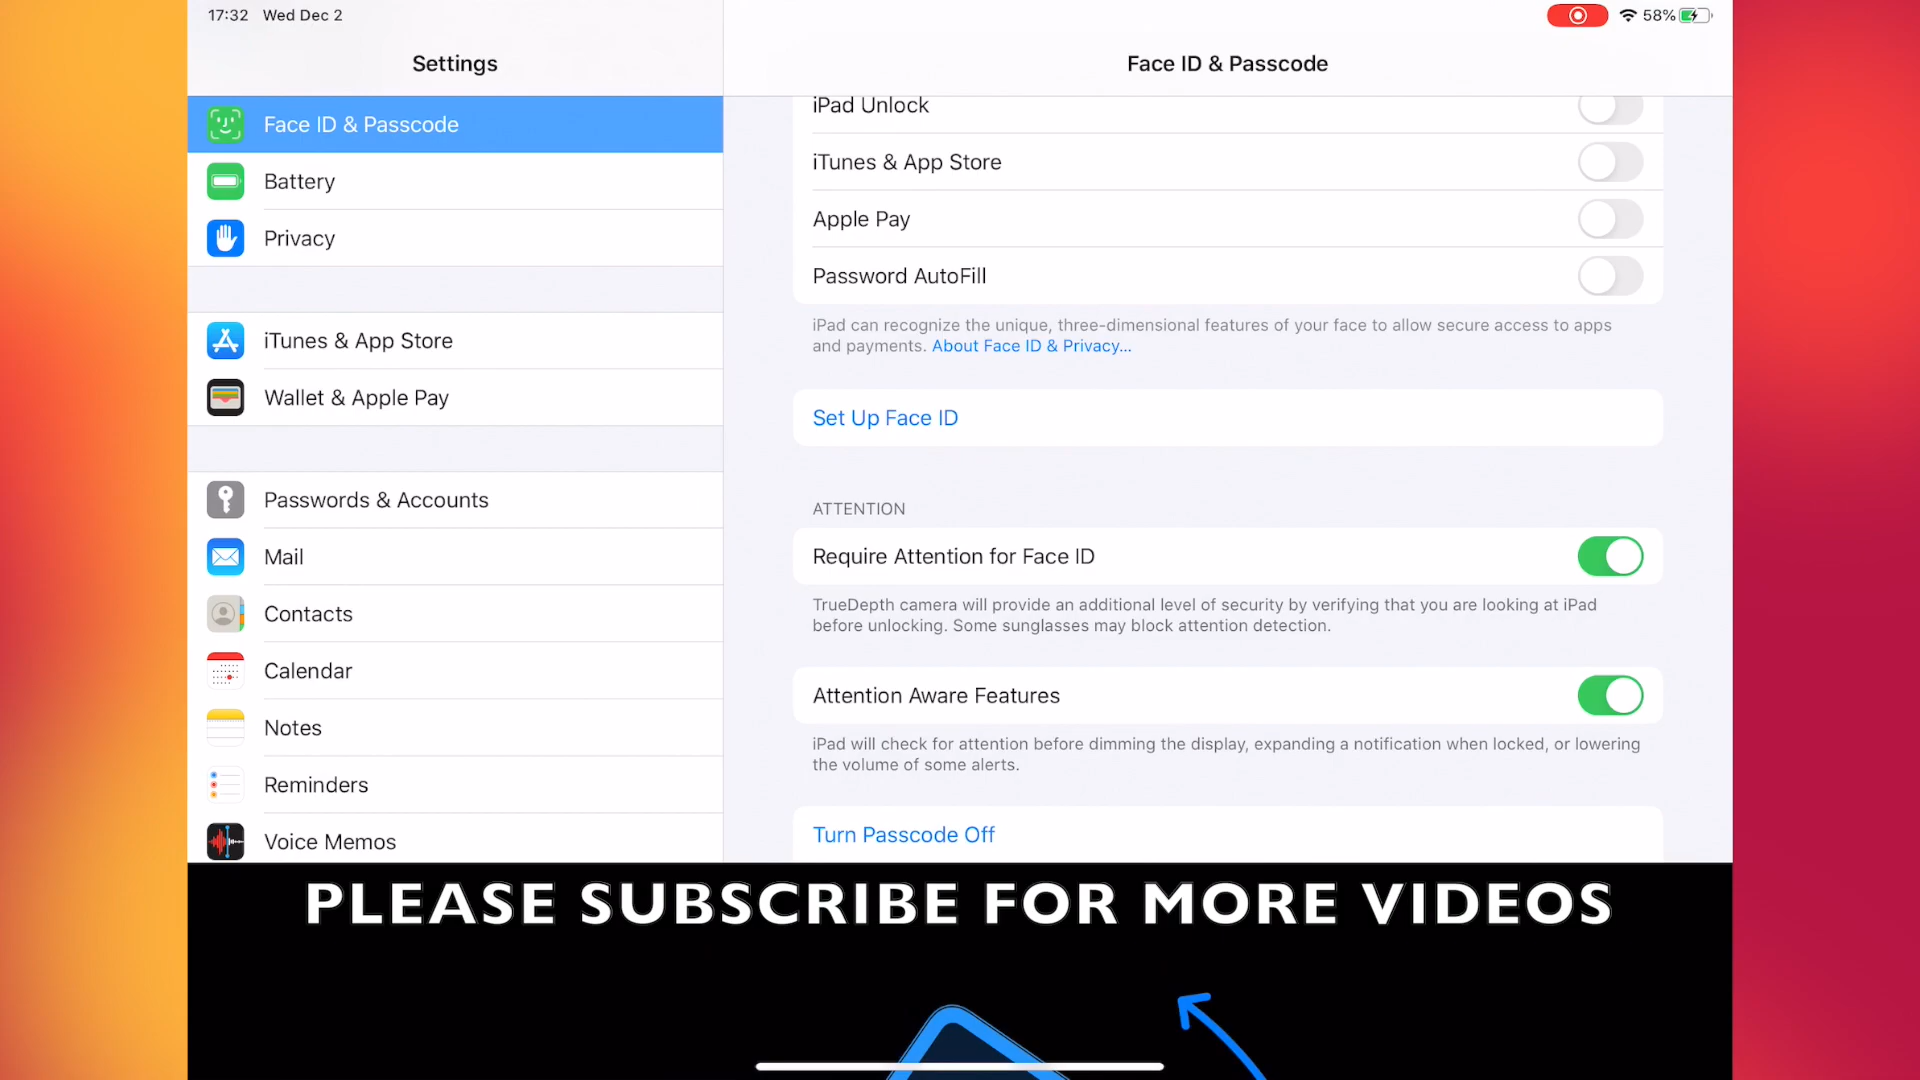 17:32 Wed Dec 2
58%
Settings
Face ID & Passcode
Face ID & Passcode
Battery
Privacy
iTunes & App Store
Wallet & Apple Pay
Passwords & Accounts
Mail
Contacts
Calendar
Notes
Reminders
Voice Memos
iPad Unlock
iTunes & App Store
Apple Pay
Password AutoFill
iPad can recognize the unique, three-dimensional features of your face to allow secure access to apps
and payments. About Face ID & Privacy...
Set Up Face ID
ATTENTION
Require Attention for Face ID
TrueDepth camera will provide an additional level of security by verifying that you are looking at iPad
before unlocking. Some sunglasses may block attention detection.
Attention Aware Features
iPad will check for attention before dimming the display, expanding a notification when locked, or lowering
the volume of some alerts.
Turn Passcode Off
PLEASE SUBSCRIBE FOR MORE VIDEOS